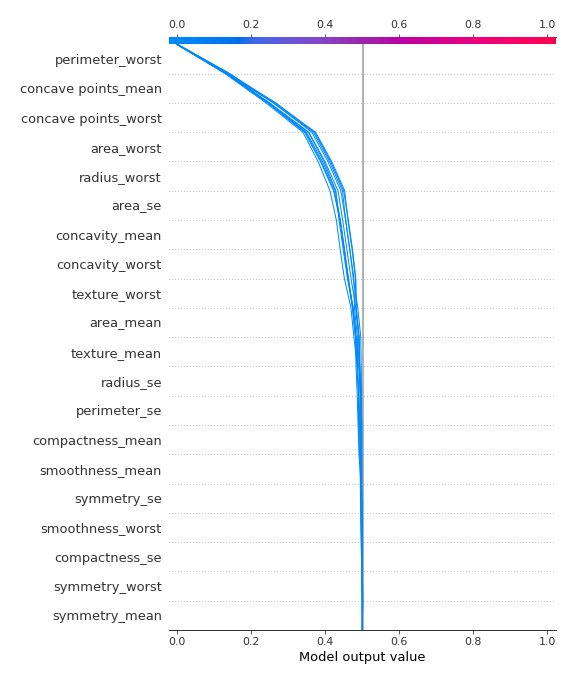 0.0 0.2 0.4 0.6 0.8 1.0
perimeter_worst
concave points_mean
concave points_worst
area_worst
radius_worst
area_se
concavity_mean
concavity_worst
texture_worst
area_mean
texture_mean
radius_se
perimeter_se
compactness_mean
smoothness_mean
symmetry_se
smoothness_worst
compactness_se
symmetry_worst
symmetry_mean
0.0 0.2 0.4 0.6 0.8 1.0
Model output value